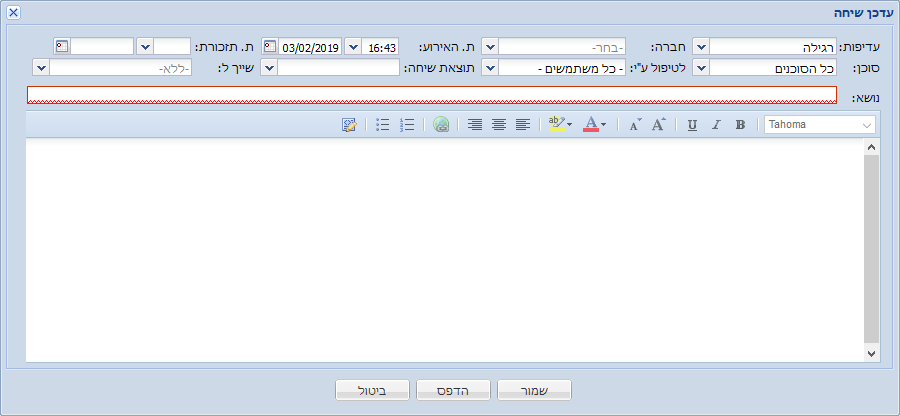 עדכן שיחה
עדיפות: רגילה חברה: -בחר- ת. האירוע: 16:43 03/02/2019 ת. תזכורת:
סוכן: כל הסוכנים לטיפול ע"י: - כל משתמשים - תוצאת שיחה: שייך ל: -ללא-
נושא:
Tahoma B I U A A A ab
שמור הדפס ביטול